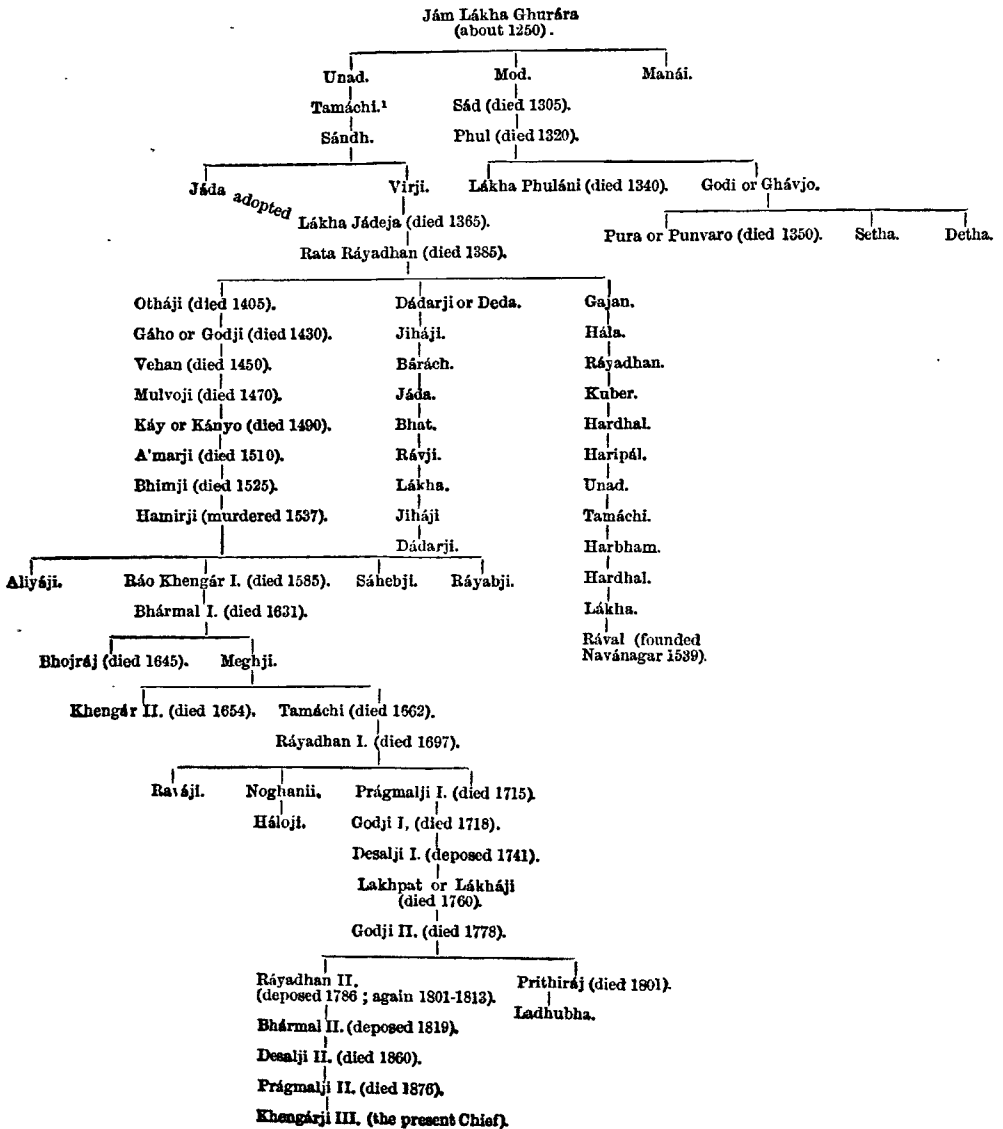 Jám Lákha Ghurára
(about 1250).
Unad. Mod. Manái.
Tamáchi.¹ Sád (died 1305).
Sándh. Phul (died 1320).
Jáda adopted Virji. Lákha Phuláni (died 1340). Godi or Ghávjo.
Lákha Jádeja (died 1365). Pura or Punvaro (died 1350). Setha. Detha.
Rata Ráyadhan (died 1385).
Otháji (died 1405). Dádarji or Deda. Gajan.
Gáho or Godji (died 1430). Jiháji. Hála.
Vehan (died 1450). Bárách. Ráyadhan.
Mulvoji (died 1470). Jáda. Kuber.
Káy or Kányo (died 1490). Bhat. Hardhal.
A'marji (died 1510). Rávji. Haripál.
Bhimji (died 1525). Lákha. Unad.
Hamirji (murdered 1537). Jiháji Tamáchi.
Dádarji. Harbham.
Aliyáji. Ráo Khengár I. (died 1585). Sáhebji. Ráyabji. Hardhal.
Bhármal I. (died 1631). Lákha.
Bhojráj (died 1645). Meghji. Rával (founded
Navánagar 1539).
Khengár II. (died 1654). Tamáchi (died 1662).
Ráyadhan I. (died 1697).
Raváji. Noghanii. Prágmalji I. (died 1715).
Háloji. Godji I, (died 1718).
Desalji I. (deposed 1741).
Lakhpat or Lákháji
(died 1760).
Godji II. (died 1778).
Ráyadhan II. Prithiráj (died 1801).
(deposed 1786 ; again 1801-1813). Ladhubha.
Bhármal II. (deposed 1819).
Desalji II. (died 1860).
Prágmalji II. (died 1876).
Khengárji III. (the present Chief).